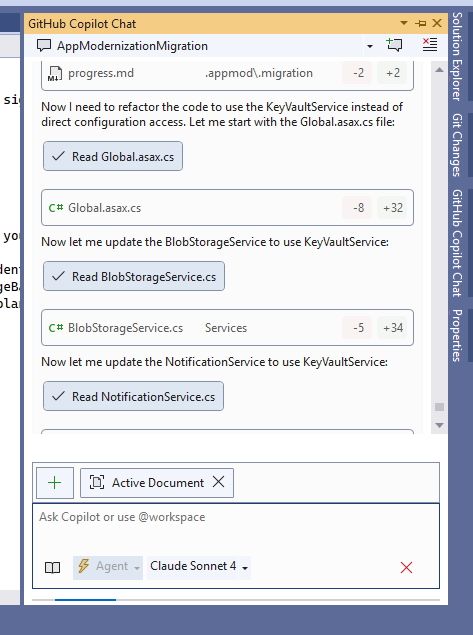 GitHub Copilot Chat
AppModernizationMigration
progress.md .appmod\.migration -2 +2
Now I need to refactor the code to use the KeyVaultService instead of
direct configuration access. Let me start with the Global.asax.cs file:
Read Global.asax.cs
C# Global.asax.cs -8 +32
Now let me update the BlobStorageService to use KeyVaultService:
Read BlobStorageService.cs
C# BlobStorageService.cs Services -5 +34
Now let me update the NotificationService to use KeyVaultService:
Read NotificationService.cs
Active Document
Ask Copilot or use @workspace
Agent Claude Sonnet 4
Solution Explorer
Git Changes
GitHub Copilot Chat
Properties